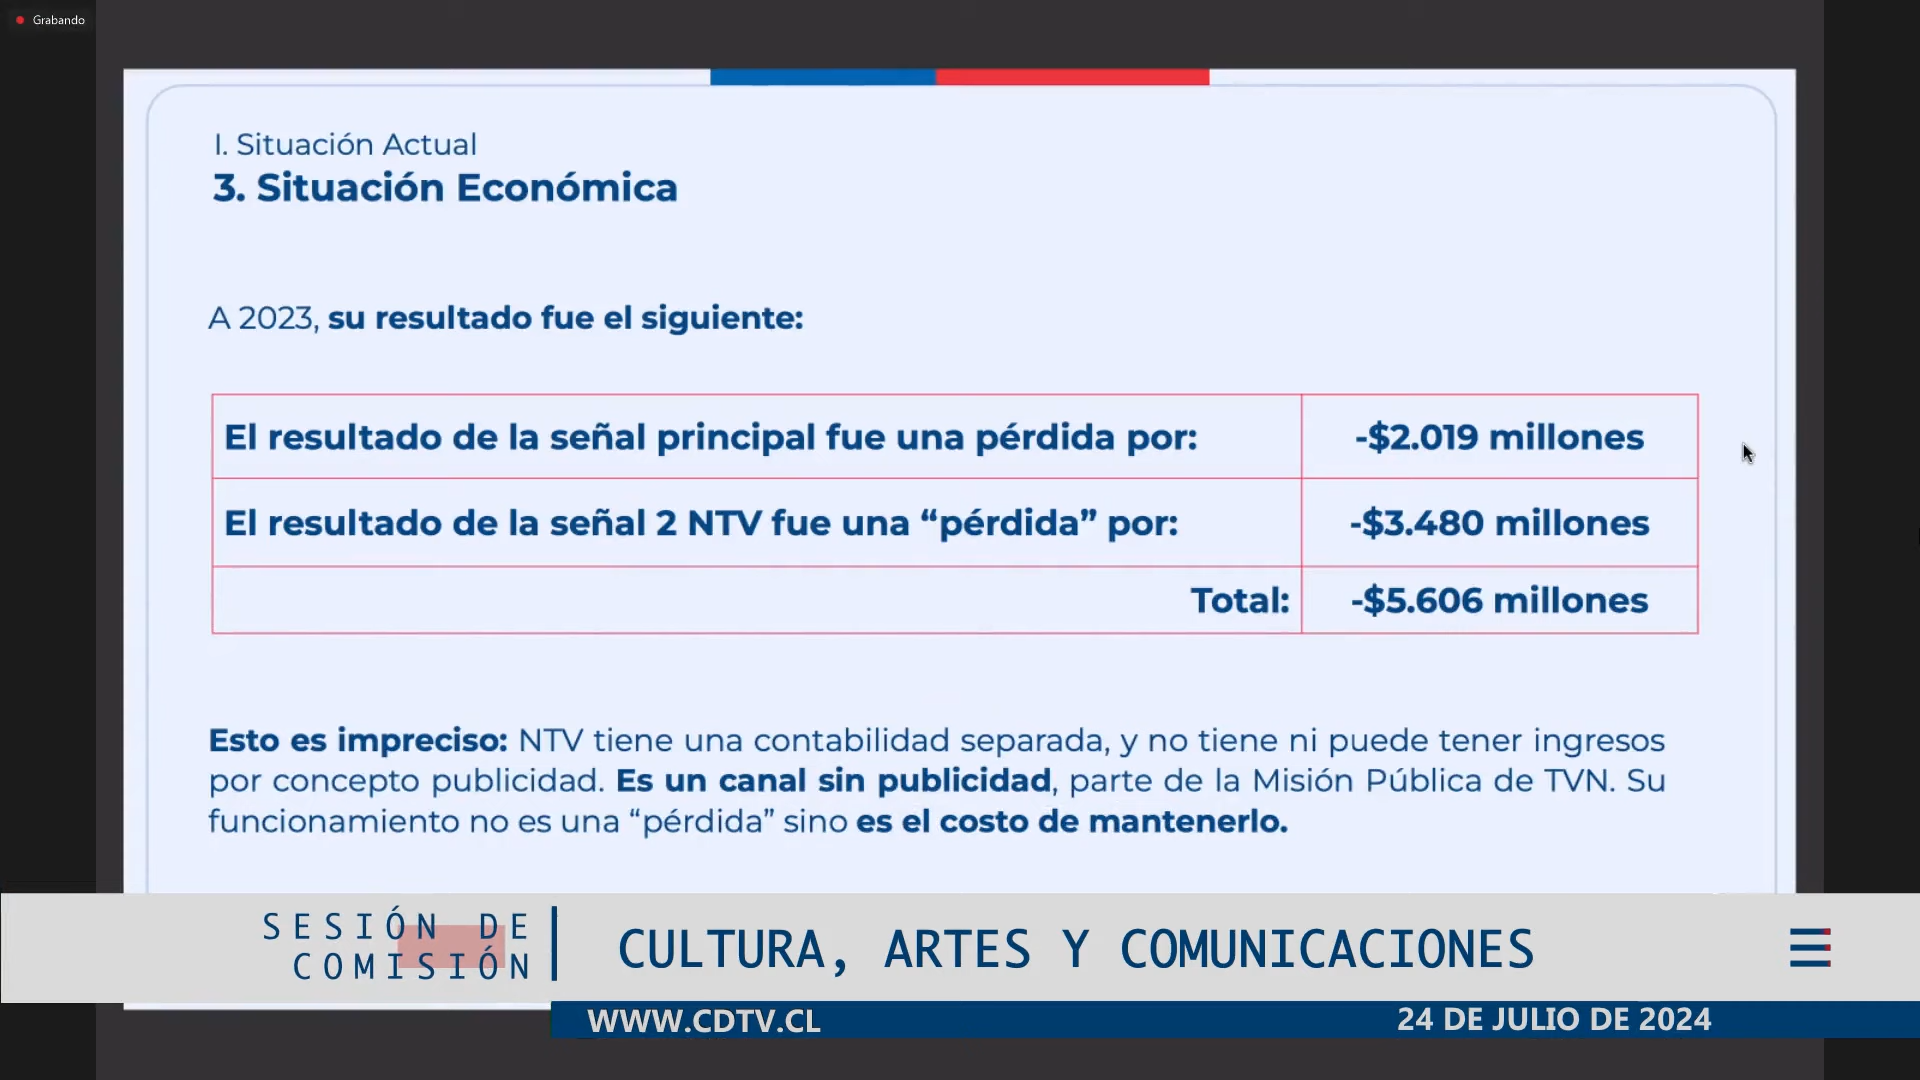 Grabando
I. Situación Actual
3. Situación Económica
A 2023, su resultado fue el siguiente:
El resultado de la señal principal fue una pérdida por: -$2.019 millones
El resultado de la señal 2 NTV fue una “pérdida” por: -$3.480 millones
Total: -$5.606 millones
Esto es impreciso: NTV tiene una contabilidad separada, y no tiene ni puede tener ingresos
por concepto publicidad. Es un canal sin publicidad, parte de la Misión Pública de TVN. Su
funcionamiento no es una “pérdida” sino es el costo de mantenerlo.
SESIÓN DE
COMISIÓN
CULTURA, ARTES Y COMUNICACIONES
WWW.CDTV.CL
24 DE JULIO DE 2024